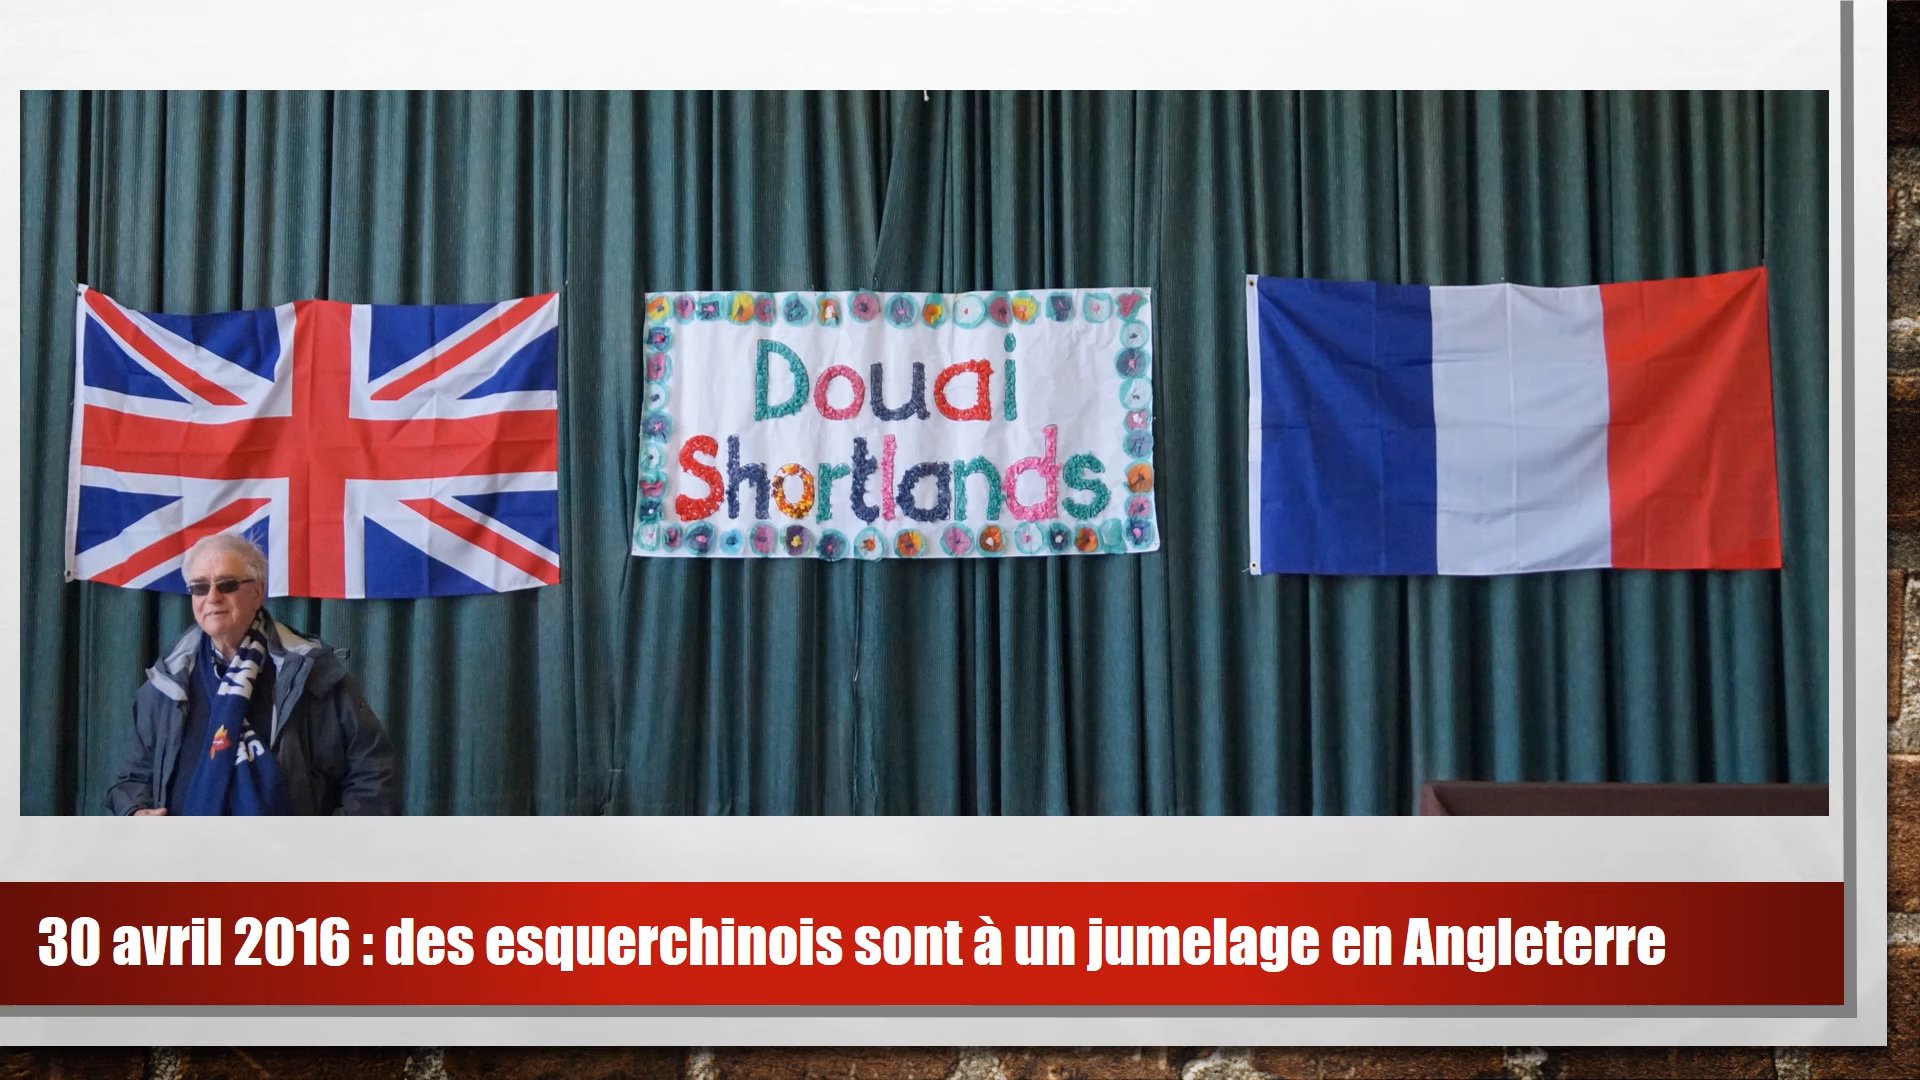 Douai
Shortlands
30 avril 2016 : des esquerchinois sont à un jumelage en Angleterre